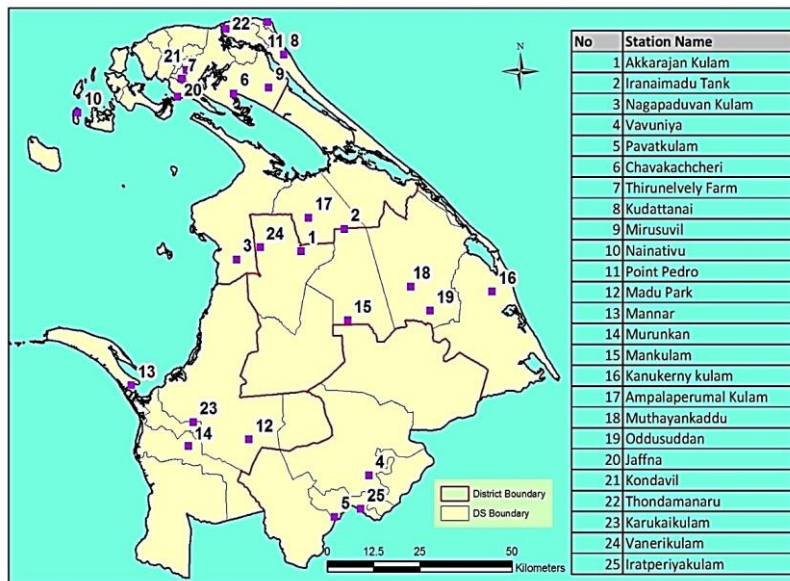 22
11
8
21
7
20
6
9
10
N
17
2
3
24
1
18
16
19
15
13
23
14
12
4
25
5
District Boundary
DS Boundary
0 12.5 25 50
Kilometers
No Station Name
1 Akkarajan Kulam
2 Iranaimadu Tank
3 Nagapaduvan Kulam
4 Vavuniya
5 Pavatkulam
6 Chavakachcheri
7 Thirunelvely Farm
8 Kudattanai
9 Mirusuvil
10 Nainativu
11 Point Pedro
12 Madu Park
13 Mannar
14 Murunkan
15 Mankulam
16 Kanukerny kulam
17 Ampalaperumal Kulam
18 Muthayankaddu
19 Oddusuddan
20 Jaffna
21 Kondavil
22 Thondamanaru
23 Karukaikulam
24 Vanerikulam
25 Iratperiyakulam